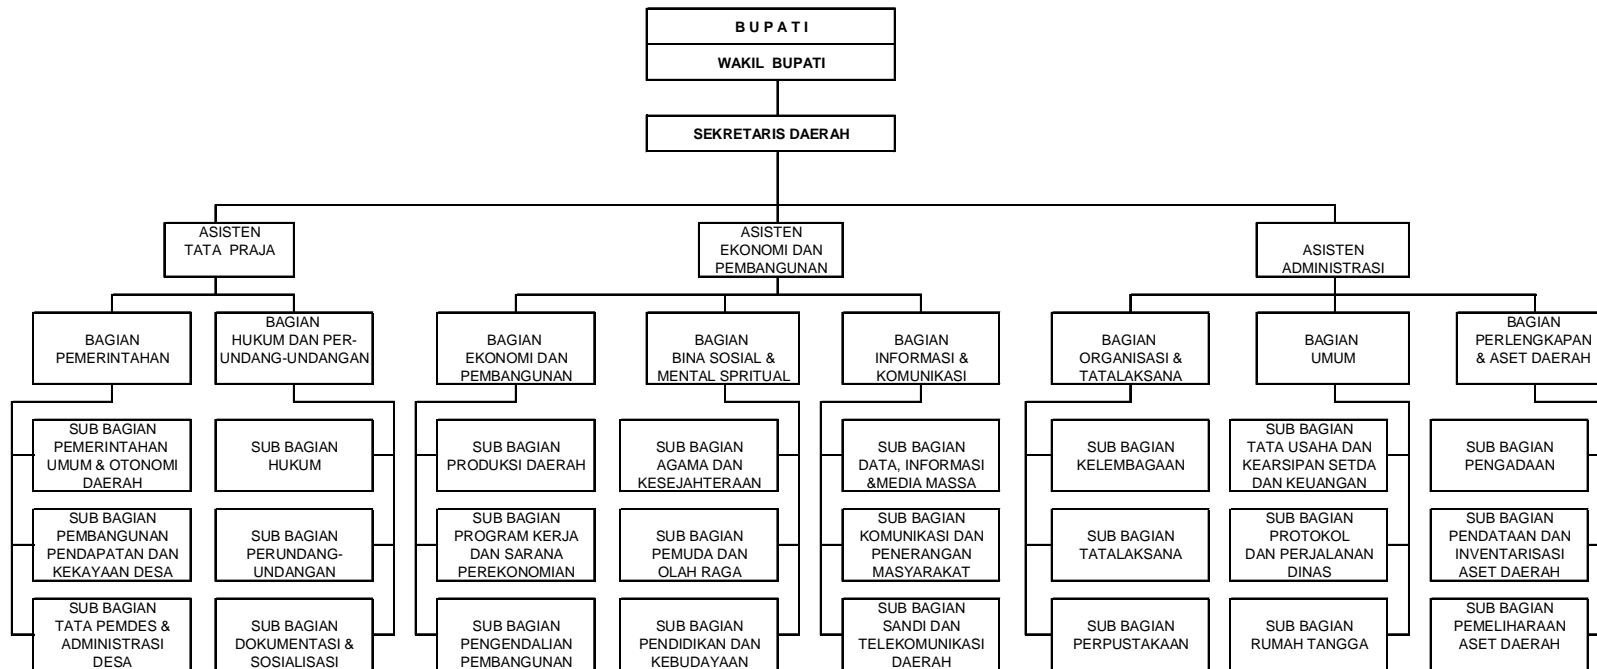 B U P A T I
WAKIL BUPATI
SEKRETARIS DAERAH
ASISTEN
TATA PRAJA
ASISTEN
EKONOMI DAN
PEMBANGUNAN
ASISTEN
ADMINISTRASI
BAGIAN
PEMERINTAHAN
BAGIAN
HUKUM DAN PER-
UNDANG-UNDANGAN
BAGIAN
EKONOMI DAN
PEMBANGUNAN
BAGIAN
BINA SOSIAL &
MENTAL SPRITUAL
BAGIAN
INFORMASI &
KOMUNIKASI
BAGIAN
ORGANISASI &
TATALAKSANA
BAGIAN
UMUM
BAGIAN
PERLENGKAPAN
& ASET DAERAH
SUB BAGIAN
PEMERINTAHAN
UMUM & OTONOMI
DAERAH
SUB BAGIAN
HUKUM
SUB BAGIAN
PRODUKSI DAERAH
SUB BAGIAN
AGAMA DAN
KESEJAHTERAAN
SUB BAGIAN
DATA, INFORMASI
&MEDIA MASSA
SUB BAGIAN
KELEMBAGAAN
SUB BAGIAN
TATA USAHA DAN
KEARSIPAN SETDA
DAN KEUANGAN
SUB BAGIAN
PENGADAAN
SUB BAGIAN
PEMBANGUNAN
PENDAPATAN DAN
KEKAYAAN DESA
SUB BAGIAN
PERUNDANG-
UNDANGAN
SUB BAGIAN
PROGRAM KERJA
DAN SARANA
PEREKONOMIAN
SUB BAGIAN
PEMUDA DAN
OLAH RAGA
SUB BAGIAN
KOMUNIKASI DAN
PENERANGAN
MASYARAKAT
SUB BAGIAN
TATALAKSANA
SUB BAGIAN
PROTOKOL
DAN PERJALANAN
DINAS
SUB BAGIAN
PENDATAAN DAN
INVENTARISASI
ASET DAERAH
SUB BAGIAN
TATA PEMDES &
ADMINISTRASI
DESA
SUB BAGIAN
DOKUMENTASI &
SOSIALISASI
SUB BAGIAN
PENGENDALIAN
PEMBANGUNAN
SUB BAGIAN
PENDIDIKAN DAN
KEBUDAYAAN
SUB BAGIAN
SANDI DAN
TELEKOMUNIKASI
DAERAH
SUB BAGIAN
PERPUSTAKAAN
SUB BAGIAN
RUMAH TANGGA
SUB BAGIAN
PEMELIHARAAN
ASET DAERAH